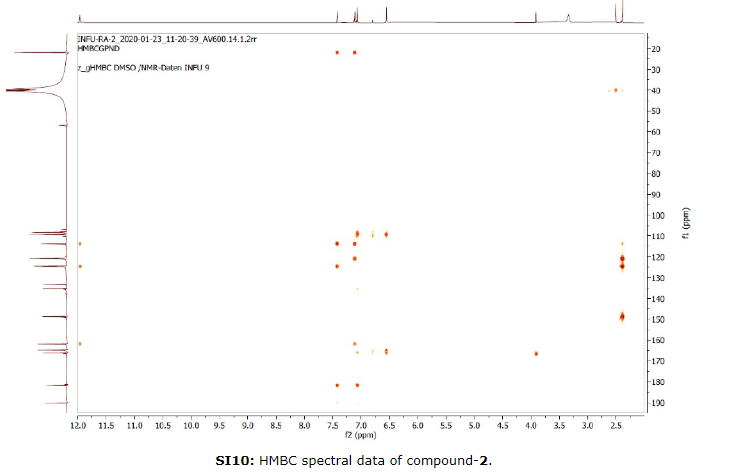 INFU-RA-2_2020-01-23_11-20-39_AV600.14.1.2rr
HMBCGPND
z_gHMBC DMSO /NMR-Daten INFU 9
20
30
40
50
60
70
80
90
100
110
120
130
140
150
160
170
180
190
f1 (ppm)
12.0 11.5 11.0 10.5 10.0 9.5 9.0 8.5 8.0 7.5 7.0 6.5 6.0 5.5 5.0 4.5 4.0 3.5 3.0 2.5
f2 (ppm)
SI10: HMBC spectral data of compound-2.